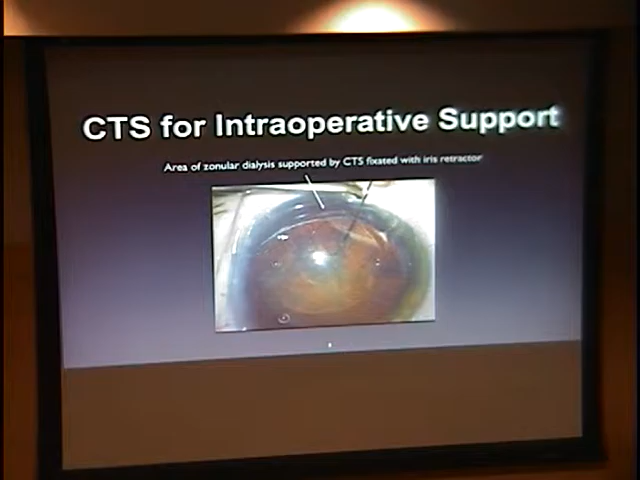 CTS for Intraoperative Support
Area of zonular dialysis supported by CTS fixated with iris retractor